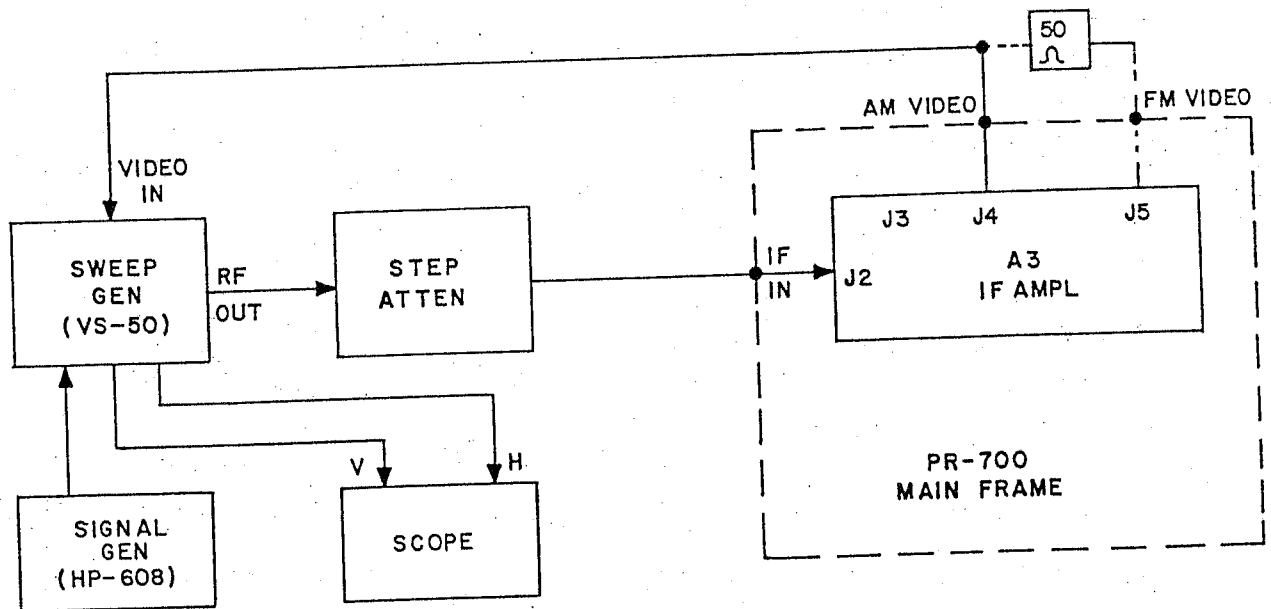 50
Ω
AM VIDEO
FM VIDEO
VIDEO
IN
SWEEP
GEN
(VS-50)
RF
OUT
STEP
ATTEN
IF
IN
J2
J3
J4
J5
A3
IF AMPL
PR-700
MAIN FRAME
V
H
SIGNAL
GEN
(HP-608)
SCOPE